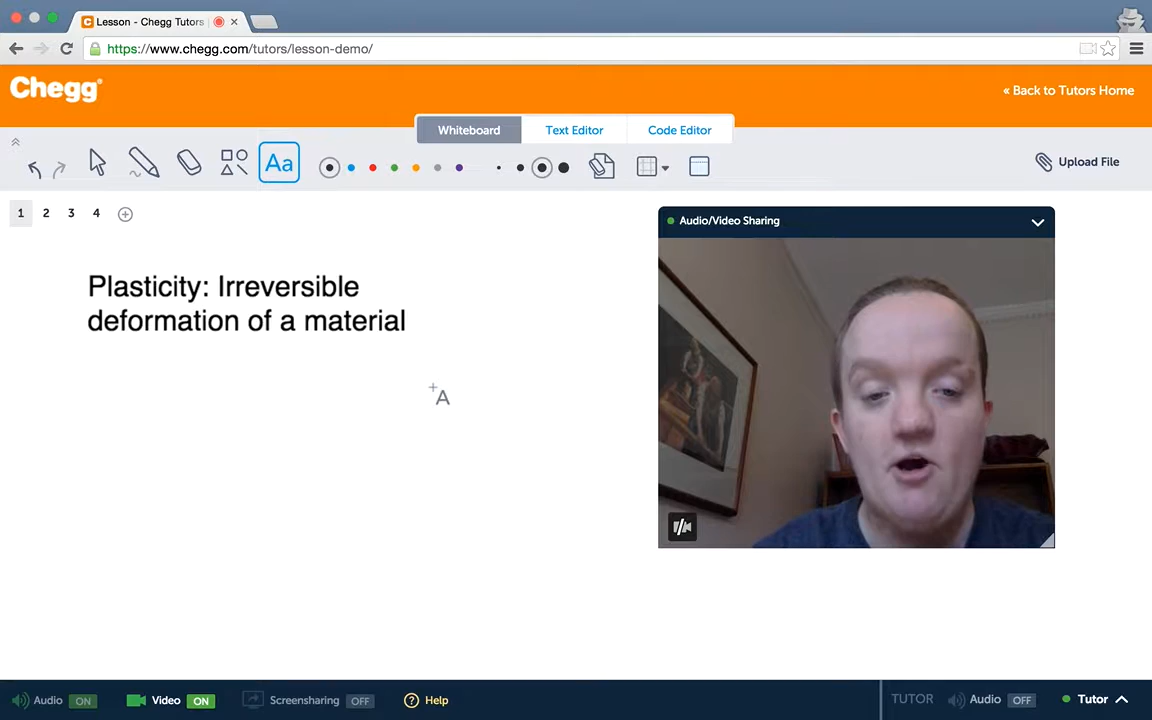 Lesson - Chegg Tutors
https://www.chegg.com/tutors/lesson-demo/
Chegg
« Back to Tutors Home
Whiteboard Text Editor Code Editor
Aa
Upload File
1 2 3 4
Audio/Video Sharing
Plasticity: Irreversible
deformation of a material
A
Audio ON Video ON Screensharing OFF Help TUTOR Audio OFF Tutor